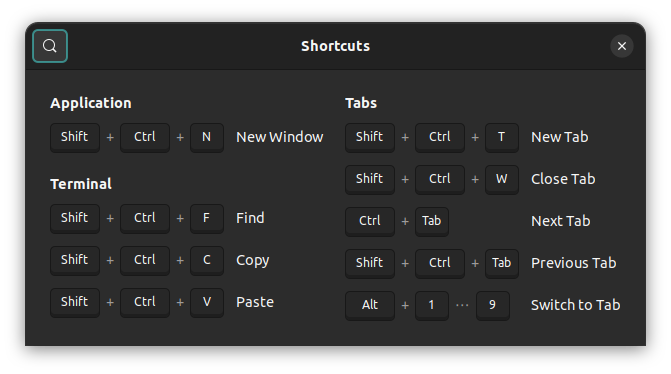 Shortcuts
Application
Shift + Ctrl + N New Window
Terminal
Shift + Ctrl + F Find
Shift + Ctrl + C Copy
Shift + Ctrl + V Paste
Tabs
Shift + Ctrl + T New Tab
Shift + Ctrl + W Close Tab
Ctrl + Tab Next Tab
Shift + Ctrl + Tab Previous Tab
Alt + 1 ⋯ 9 Switch to Tab